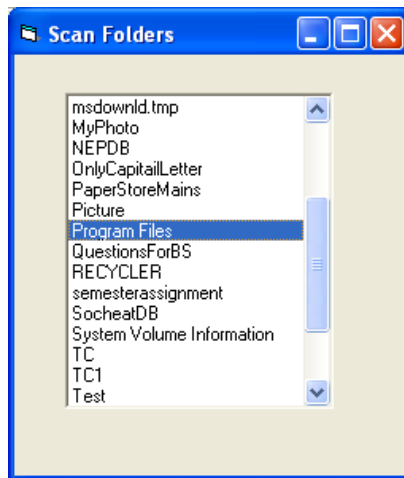 Scan Folders
msdownld.tmp
MyPhoto
NEPDB
OnlyCapitailLetter
PaperStoreMains
Picture
Program Files
QuestionsForBS
RECYCLER
semesterassignment
SocheatDB
System Volume Information
TC
TC1
Test